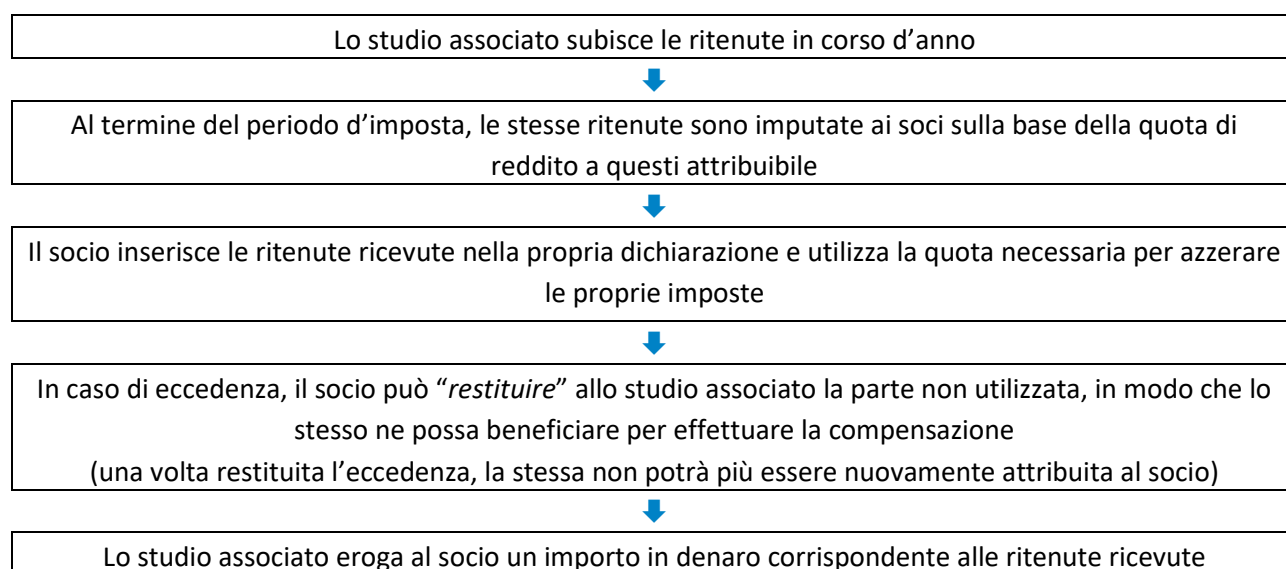 Lo studio associato subisce le ritenute in corso d’anno
Al termine del periodo d’imposta, le stesse ritenute sono imputate ai soci sulla base della quota di
reddito a questi attribuibile
Il socio inserisce le ritenute ricevute nella propria dichiarazione e utilizza la quota necessaria per azzerare
le proprie imposte
In caso di eccedenza, il socio può “restituire” allo studio associato la parte non utilizzata, in modo che lo
stesso ne possa beneficiare per effettuare la compensazione
(una volta restituita l’eccedenza, la stessa non potrà più essere nuovamente attribuita al socio)
Lo studio associato eroga al socio un importo in denaro corrispondente alle ritenute ricevute